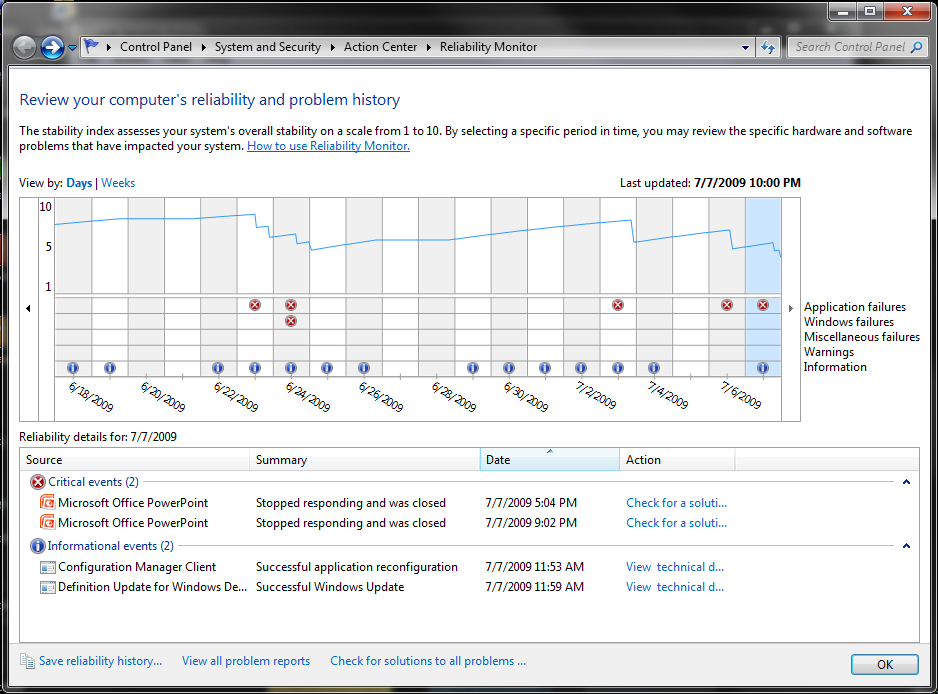 Control Panel System and Security Action Center Reliability Monitor
Search Control Panel
Review your computer's reliability and problem history
The stability index assesses your system's overall stability on a scale from 1 to 10. By selecting a specific period in time, you may review the specific hardware and software
problems that have impacted your system. How to use Reliability Monitor.
View by: Days | Weeks
Last updated: 7/7/2009 10:00 PM
10
5
1
Application failures
Windows failures
Miscellaneous failures
Warnings
Information
6/18/2009
6/20/2009
6/22/2009
6/24/2009
6/26/2009
6/28/2009
6/30/2009
7/2/2009
7/4/2009
7/6/2009
Reliability details for: 7/7/2009
Source Summary Date Action
Critical events (2)
Microsoft Office PowerPoint Stopped responding and was closed 7/7/2009 5:04 PM Check for a soluti...
Microsoft Office PowerPoint Stopped responding and was closed 7/7/2009 9:02 PM Check for a soluti...
Informational events (2)
Configuration Manager Client Successful application reconfiguration 7/7/2009 11:53 AM View technical d...
Definition Update for Windows De... Successful Windows Update 7/7/2009 11:59 AM View technical d...
Save reliability history... View all problem reports Check for solutions to all problems ...
OK